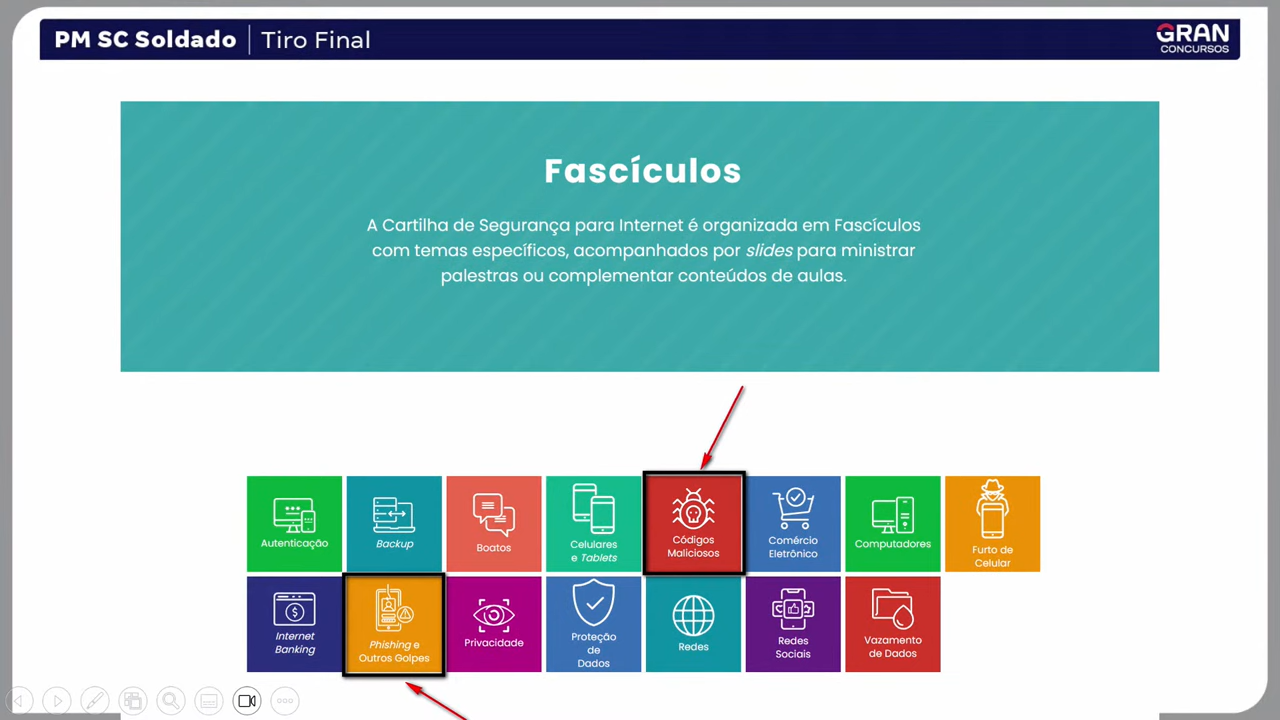 PM SC Soldado | Tiro Final
GRAN
CONCURSOS
Fascículos
A Cartilha de Segurança para Internet é organizada em Fascículos
com temas específicos, acompanhados por slides para ministrar
palestras ou complementar conteúdos de aulas.
Autenticação
Backup
Boatos
Celulares
e Tablets
Códigos
Maliciosos
Comércio
Eletrônico
Computadores
Furto de
Celular
Internet
Banking
Phishing e
Outros Golpes
Privacidade
Proteção
de
Dados
Redes
Redes
Sociais
Vazamento
de Dados